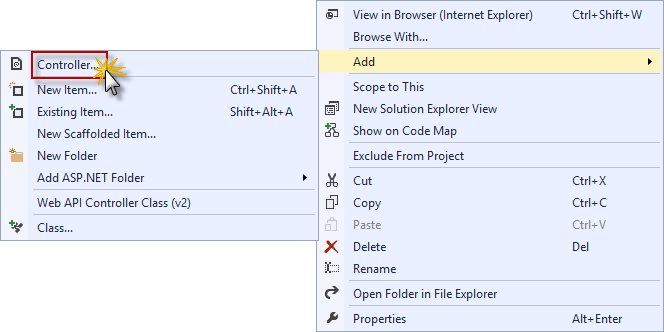 View in Browser (Internet Explorer) Ctrl+Shift+W
Browse With...
Add
Scope to This
New Solution Explorer View
Show on Code Map
Exclude From Project
Cut Ctrl+X
Copy Ctrl+C
Paste Ctrl+V
Delete Del
Rename
Open Folder in File Explorer
Properties Alt+Enter
Controller...
New Item... Ctrl+Shift+A
Existing Item... Shift+Alt+A
New Scaffolded Item...
New Folder
Add ASP.NET Folder
Web API Controller Class (v2)
Class...